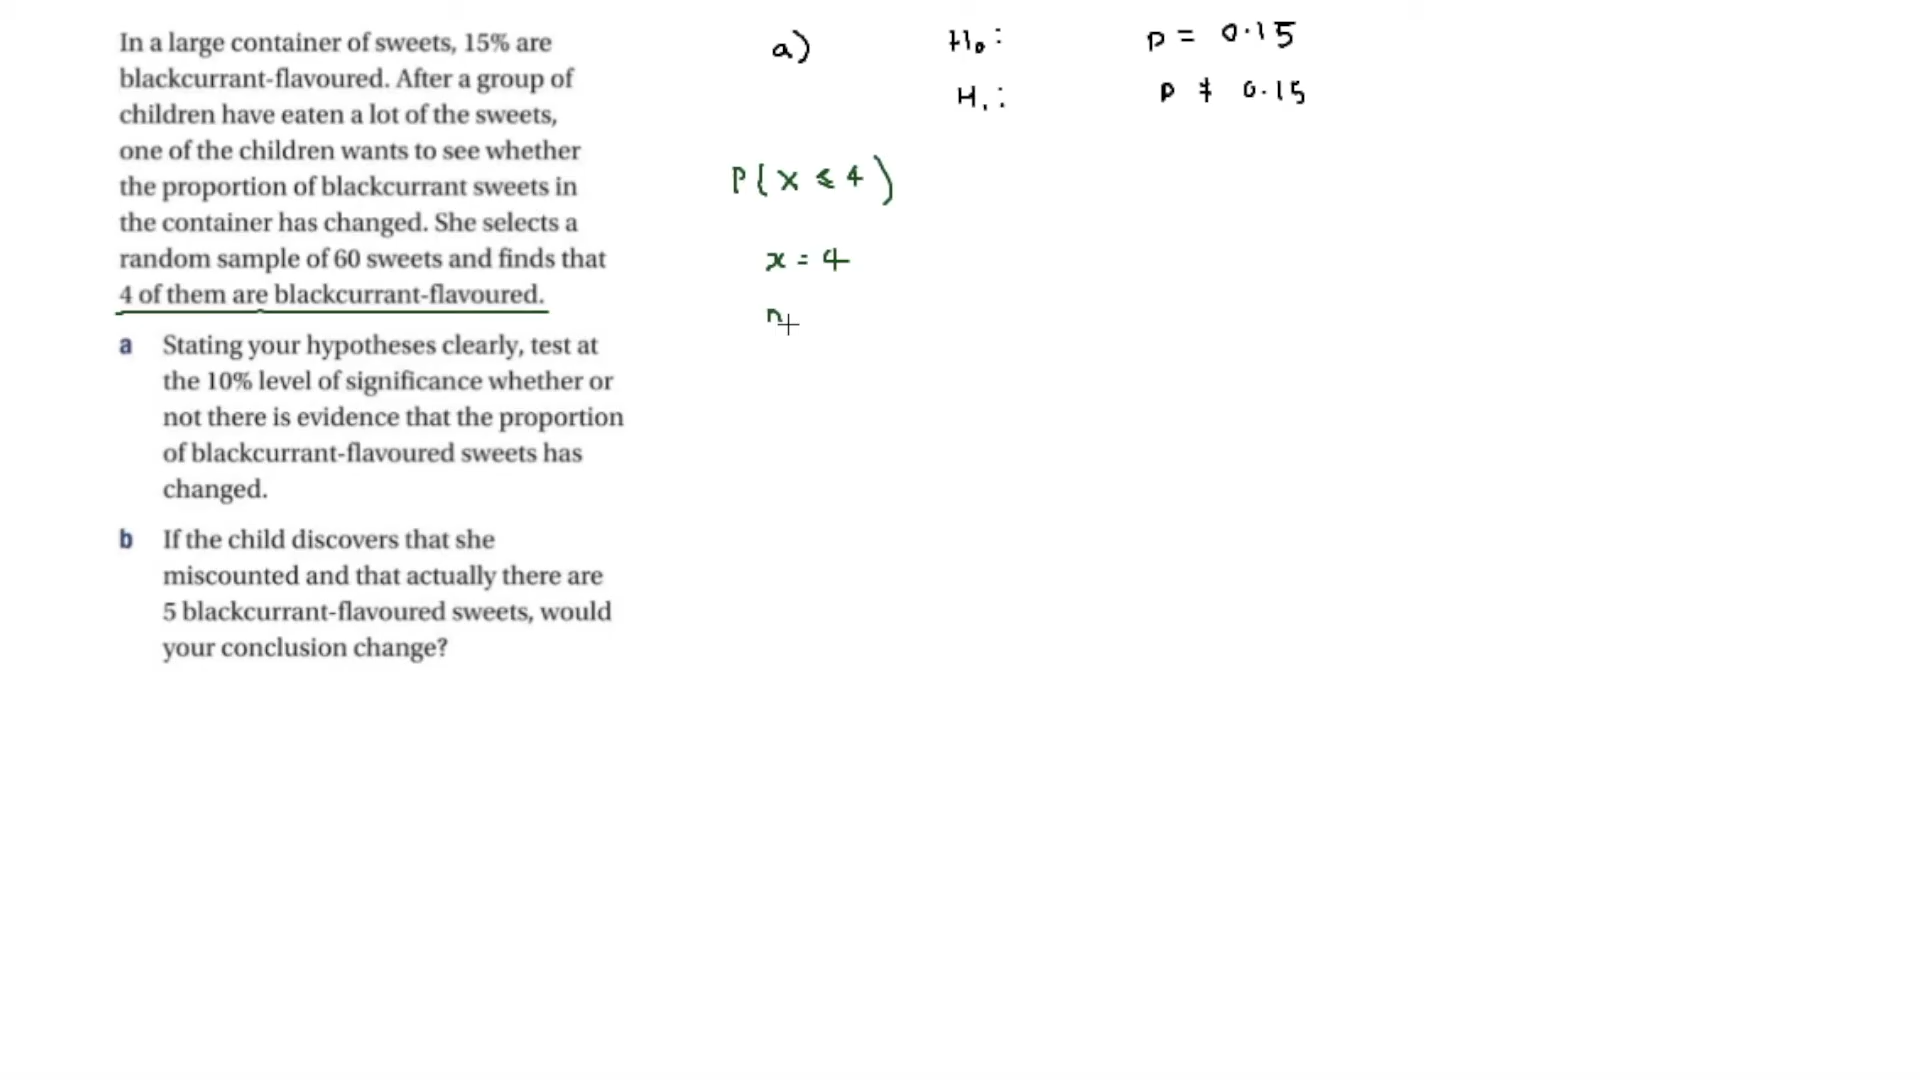 In a large container of sweets, 15% are
blackcurrant-flavoured. After a group of
children have eaten a lot of the sweets,
one of the children wants to see whether
the proportion of blackcurrant sweets in
the container has changed. She selects a
random sample of 60 sweets and finds that
4 of them are blackcurrant-flavoured.
a Stating your hypotheses clearly, test at
the 10% level of significance whether or
not there is evidence that the proportion
of blackcurrant-flavoured sweets has
changed.
b If the child discovers that she
miscounted and that actually there are
5 blackcurrant-flavoured sweets, would
your conclusion change?
a) H₀: p = 0.15
H₁: p ≠ 0.15
P(X ≤ 4)
x = 4
n